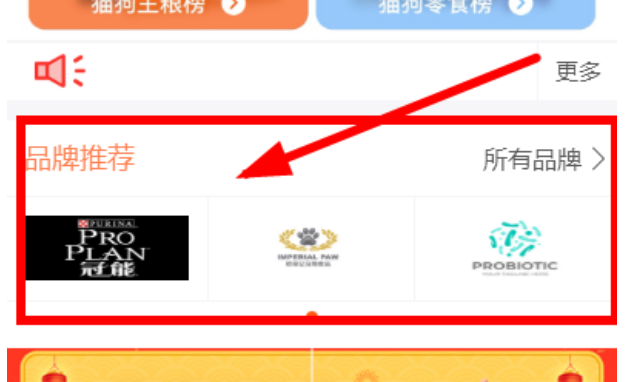 猫狗主粮榜
猫狗零食榜
更多
品牌推荐
所有品牌
PURINA
PRO
PLAN
冠能
IMPERIAL PAW
PROBIOTIC